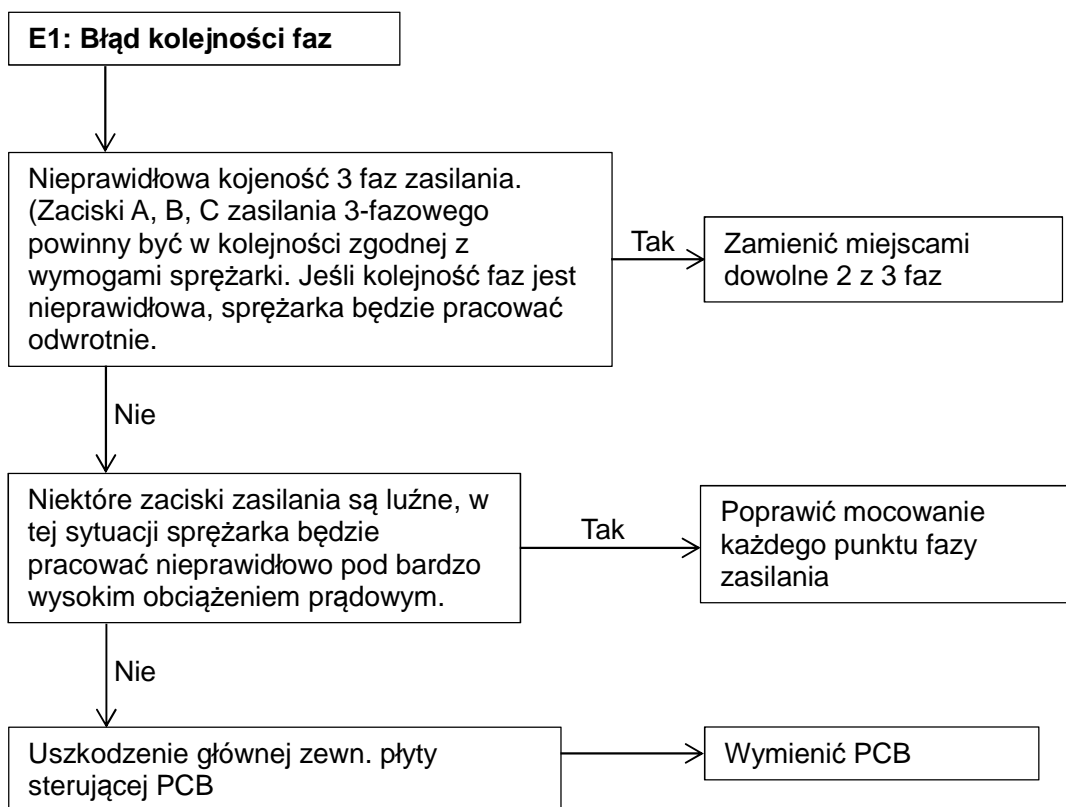 E1: Błąd kolejności faz
Nieprawidłowa kojeność 3 faz zasilania.
(Zaciski A, B, C zasilania 3-fazowego
powinny być w kolejności zgodnej z
wymogami sprężarki. Jeśli kolejność faz jest
nieprawidłowa, sprężarka będzie pracować
odwrotnie.
Tak
Zamienić miejscami
dowolne 2 z 3 faz
Nie
Niektóre zaciski zasilania są luźne, w
tej sytuacji sprężarka będzie
pracować nieprawidłowo pod bardzo
wysokim obciążeniem prądowym.
Tak
Poprawić mocowanie
każdego punktu fazy
zasilania
Nie
Uszkodzenie głównej zewn. płyty
sterującej PCB
Wymienić PCB